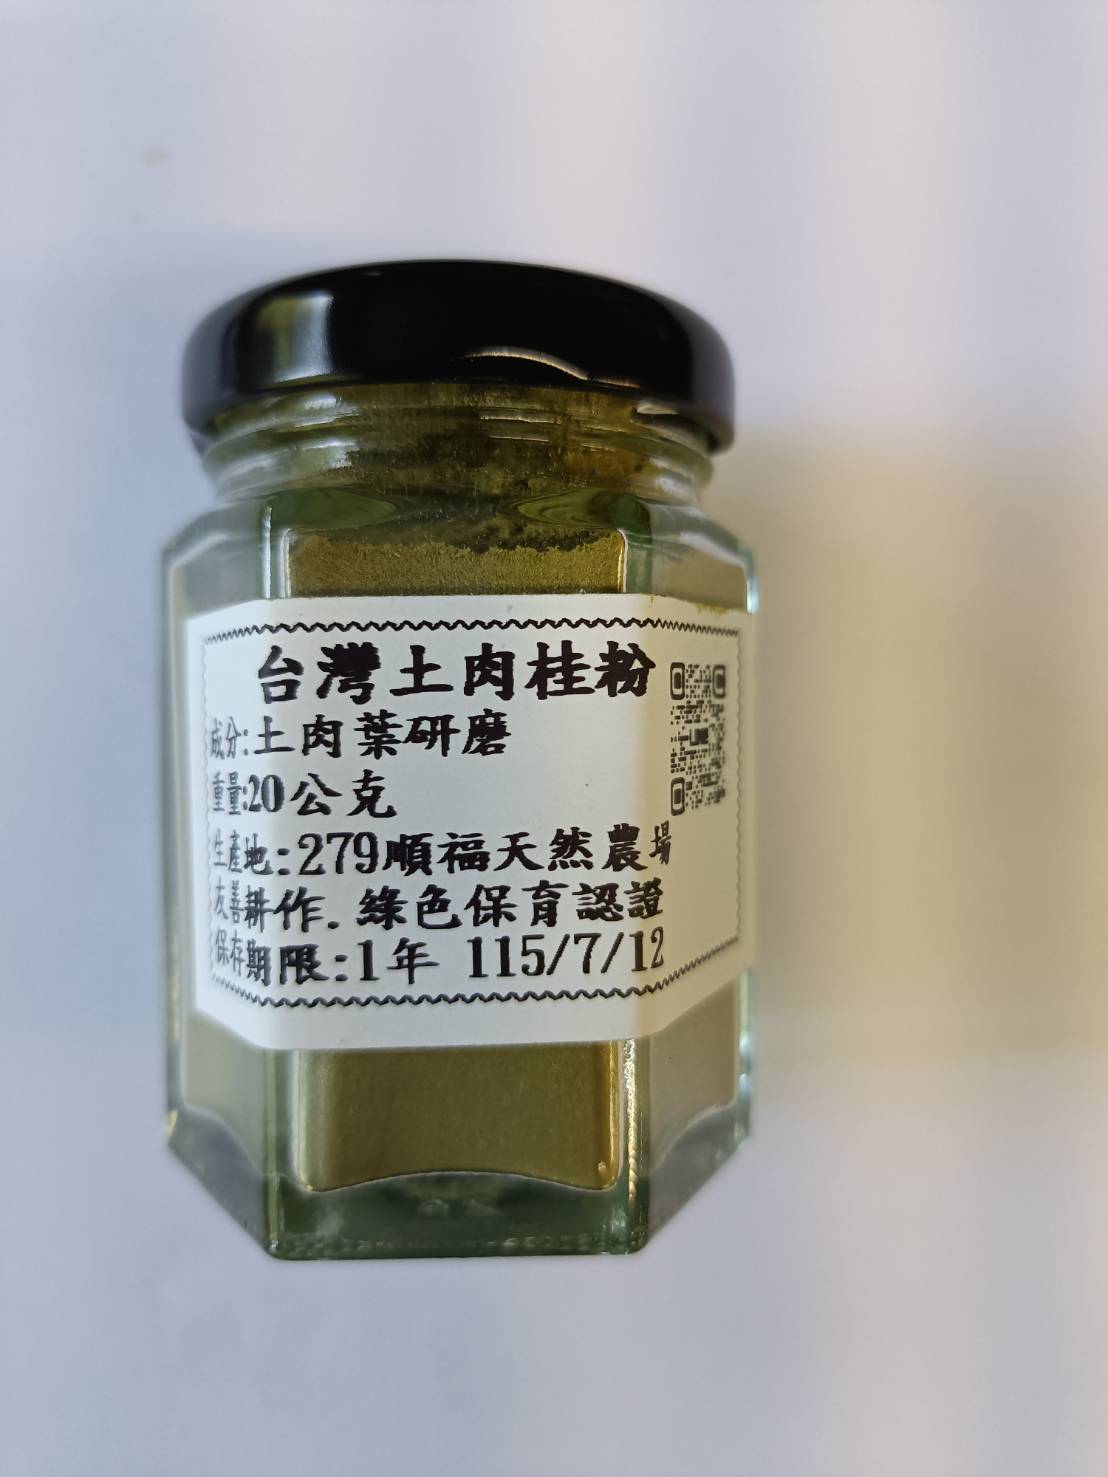 台灣土肉桂粉
成分:土肉葉研磨
重量:20公克
生產地:279順福天然農場
友善耕作.綠色保育認證
保存期限:1年 115/7/12
LINE